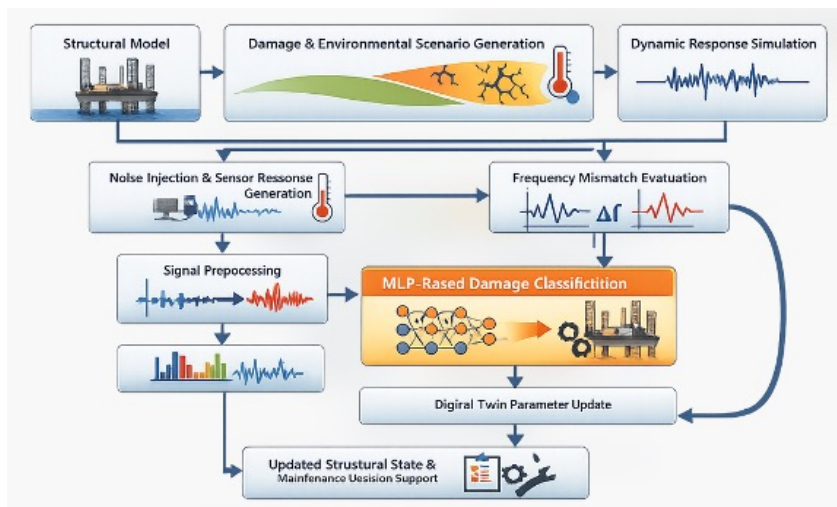 Structural Model
Damage & Environmental Scenario Generation
Dynamic Response Simulation
Noise Injection & Sensor Ressonse
Generation
Frequency Mismatch Evaluation
Δf
Signal Prepocessing
MLP-Rased Damage Classifictition
Digiral Twin Parameter Update
Updated Strustural State &
Mainfenance Uesision Support